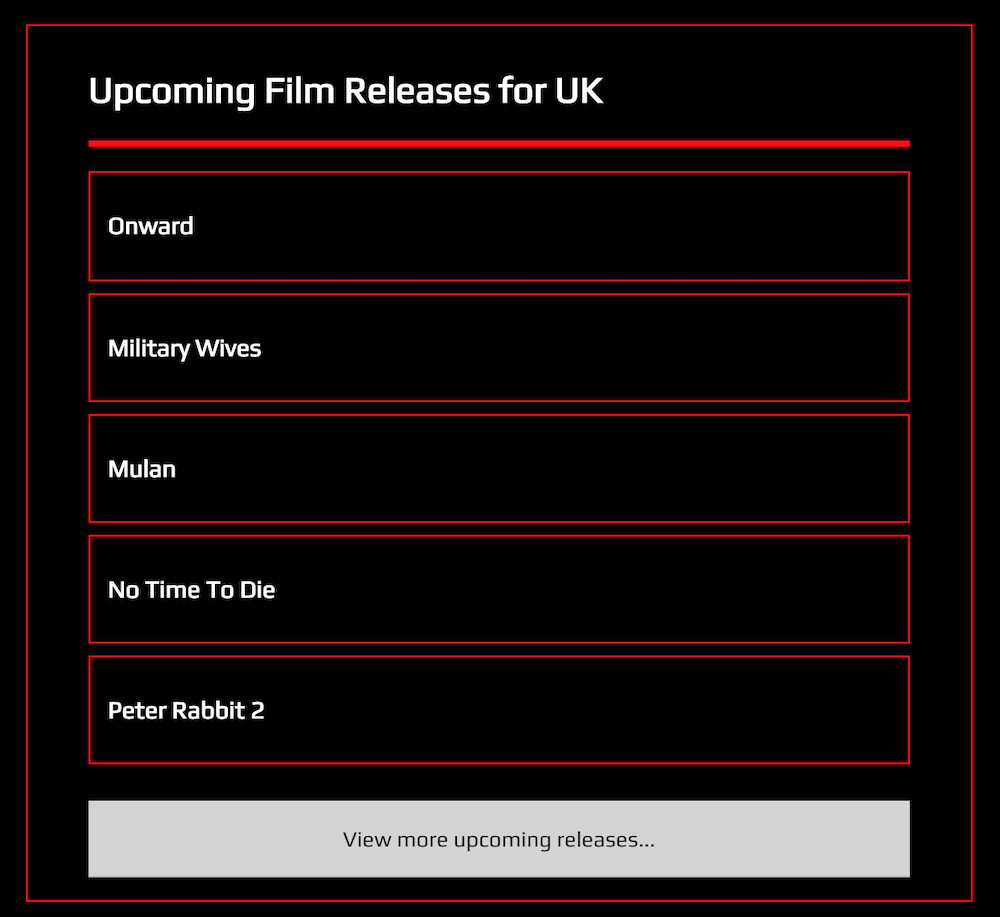 Upcoming Film Releases for UK
Onward
Military Wives
Mulan
No Time To Die
Peter Rabbit 2
View more upcoming releases...